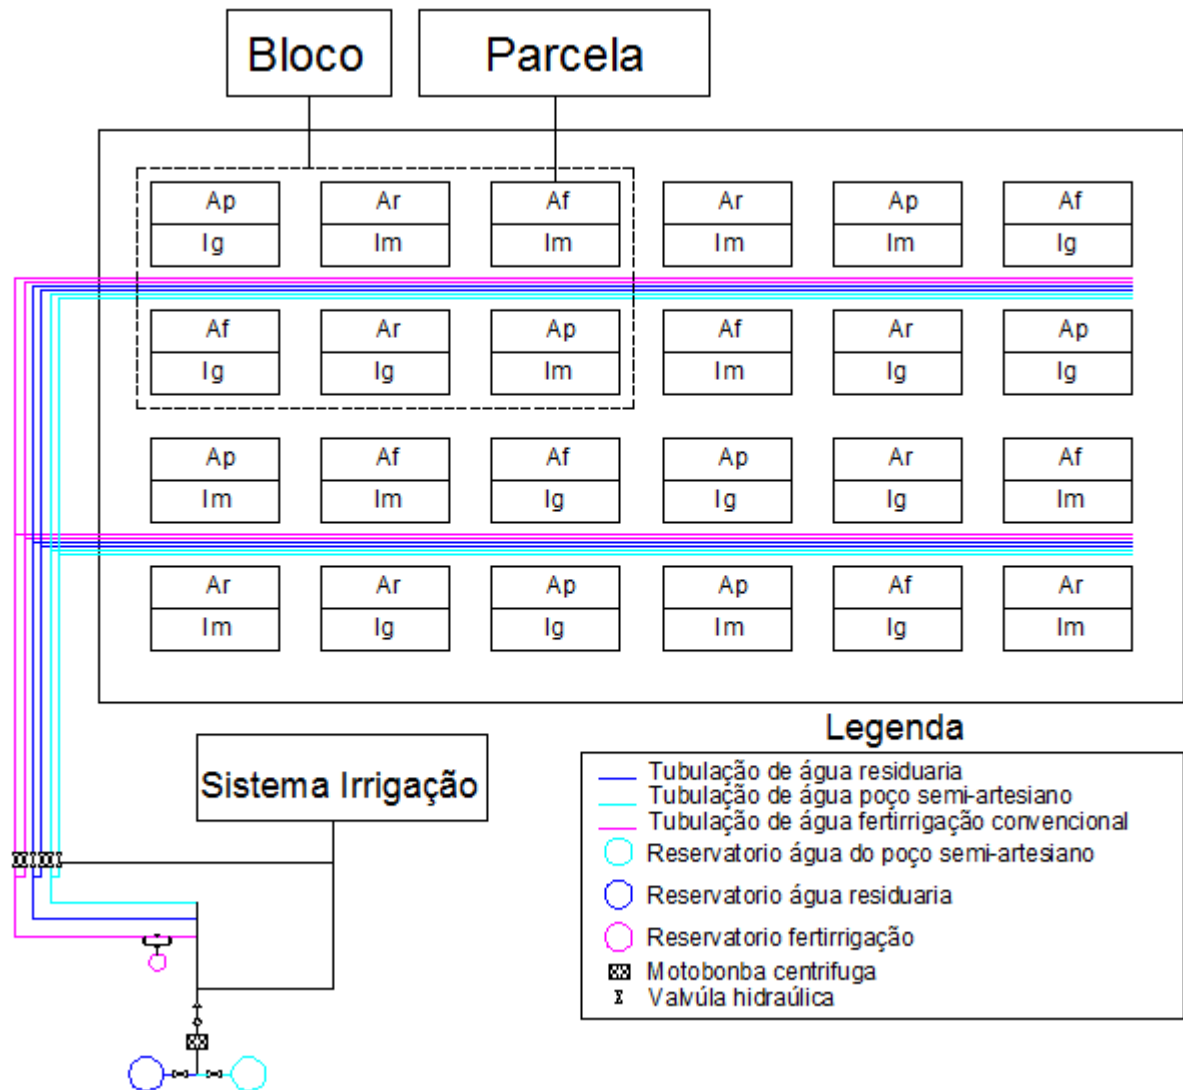 Bloco
Parcela
Ap Ar Af Ar Ap Af
Ig Im Im Im Im Ig
Af Ar Ap Af Ar Ap
Ig Ig Im Im Ig Ig
Ap Af Af Ap Ar Af
Im Im Ig Ig Ig Im
Ar Ar Ap Ap Af Ar
Im Ig Ig Im Ig Im
Sistema Irrigação
Legenda
Tubulação de água residuaria
Tubulação de água poço semi-artesiano
Tubulação de água fertirrigação convencional
Reservatorio água do poço semi-artesiano
Reservatorio água residuaria
Reservatorio fertirrigação
Motobonba centrifuga
Valvúla hidraúlica